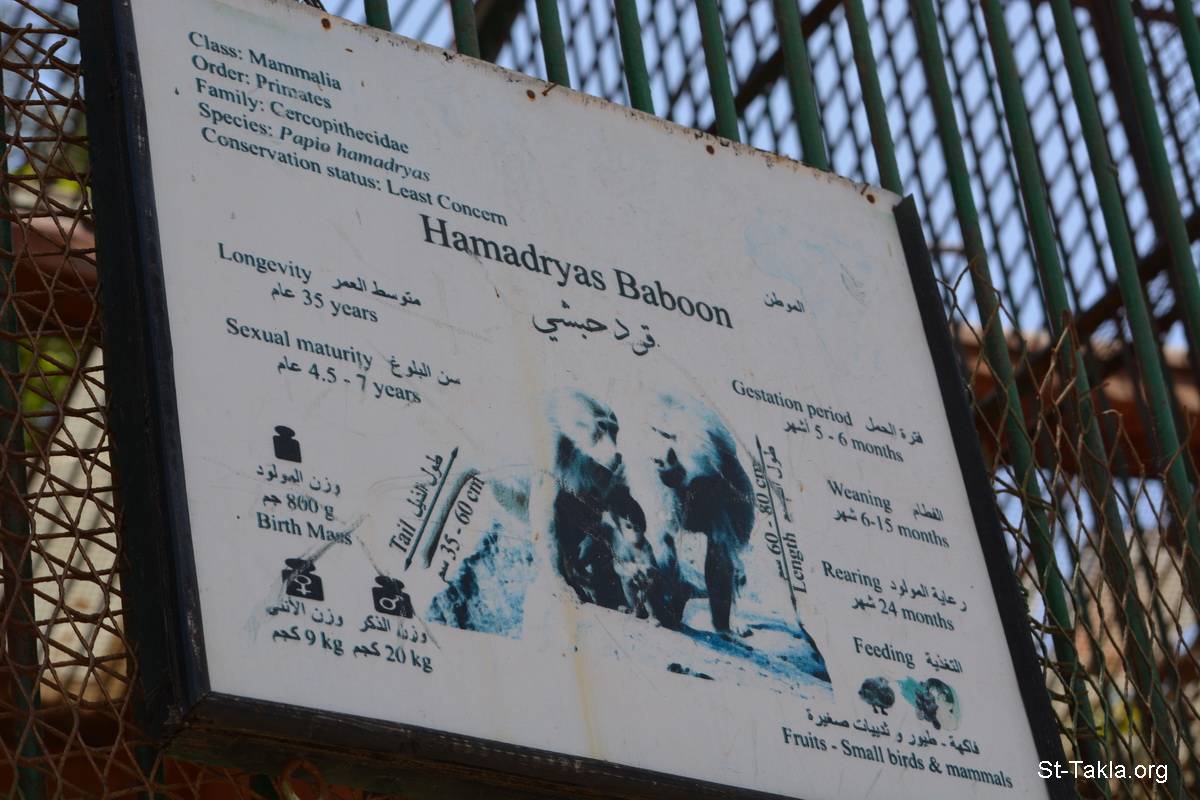 Class: Mammalia
Order: Primates
Family: Cercopithecidae
Species: Papio hamadryas
Conservation status: Least Concern
Hamadryas Baboon
قرد حبشي
الموطن
Longevity متوسط العمر
35 years عام
Sexual maturity سن البلوغ
4.5 - 7 years عام
وزن المولود
800 g جم
Birth Mass
وزن الأنثى
9 kg كجم
وزن الذكر
20 kg كجم
Tail طول الذيل
35 - 60 cm سم
60 - 80 cm سم
Length طول الجسم
Gestation period فترة الحمل
5 - 6 months أشهر
Weaning الفطام
6-15 months شهر
Rearing رعاية المولود
24 months شهر
Feeding التغذية
فاكهة - طيور و ثدييات صغيرة
Fruits - Small birds & mammals
St-Takla.org